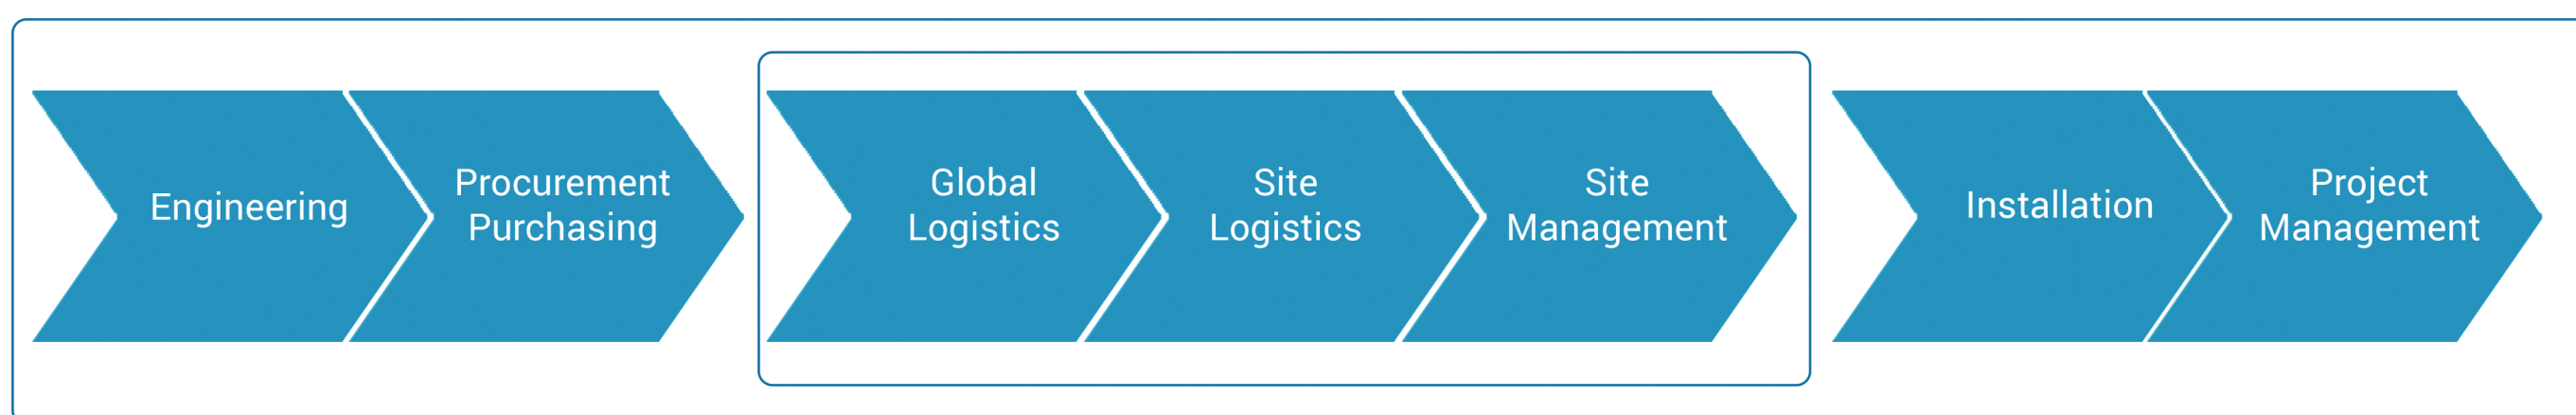 Engineering
Procurement
Purchasing
Global
Logistics
Site
Logistics
Site
Management
Installation
Project
Management